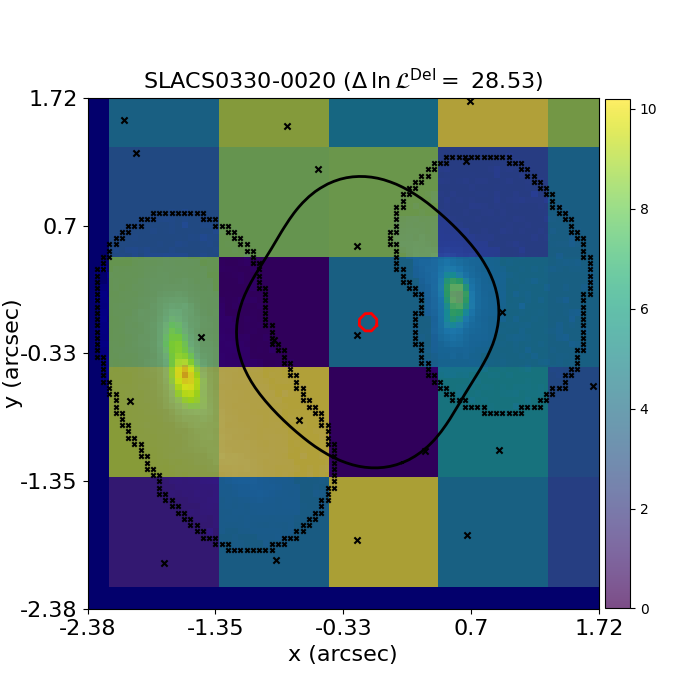 SLACS0330-0020 (Δ ln ℒ^Del = 28.53)
1.72
10
8
0.7
6
-0.33
4
-1.35
2
-2.38
0
-2.38 -1.35 -0.33 0.7 1.72
x (arcsec)
y (arcsec)